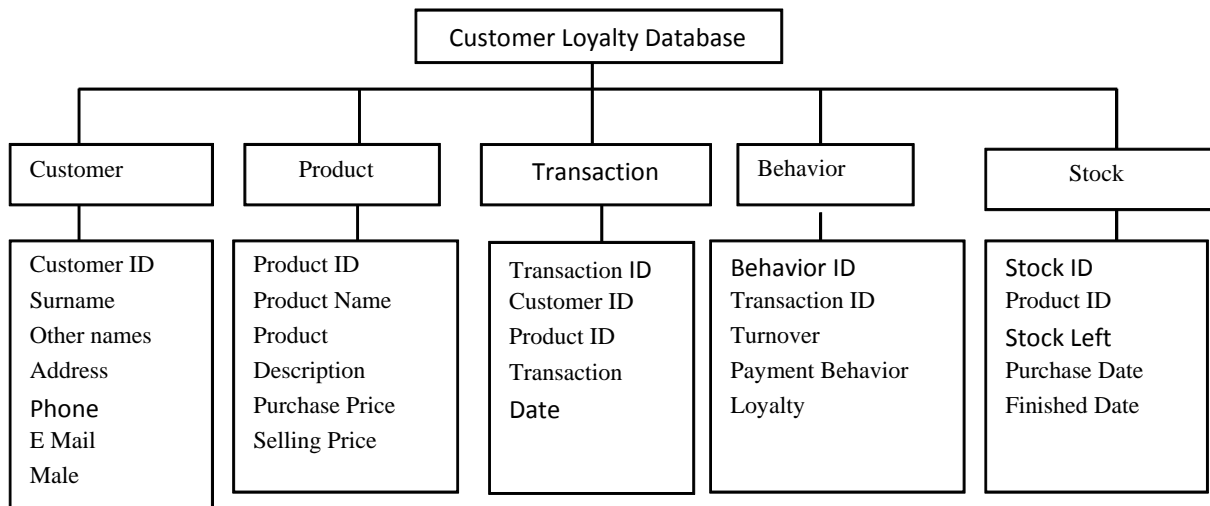 Customer Loyalty Database
Customer
Product
Transaction
Behavior
Stock
Customer ID
Surname
Other names
Address
Phone
E Mail
Male
Product ID
Product Name
Product
Description
Purchase Price
Selling Price
Transaction ID
Customer ID
Product ID
Transaction
Date
Behavior ID
Transaction ID
Turnover
Payment Behavior
Loyalty
Stock ID
Product ID
Stock Left
Purchase Date
Finished Date